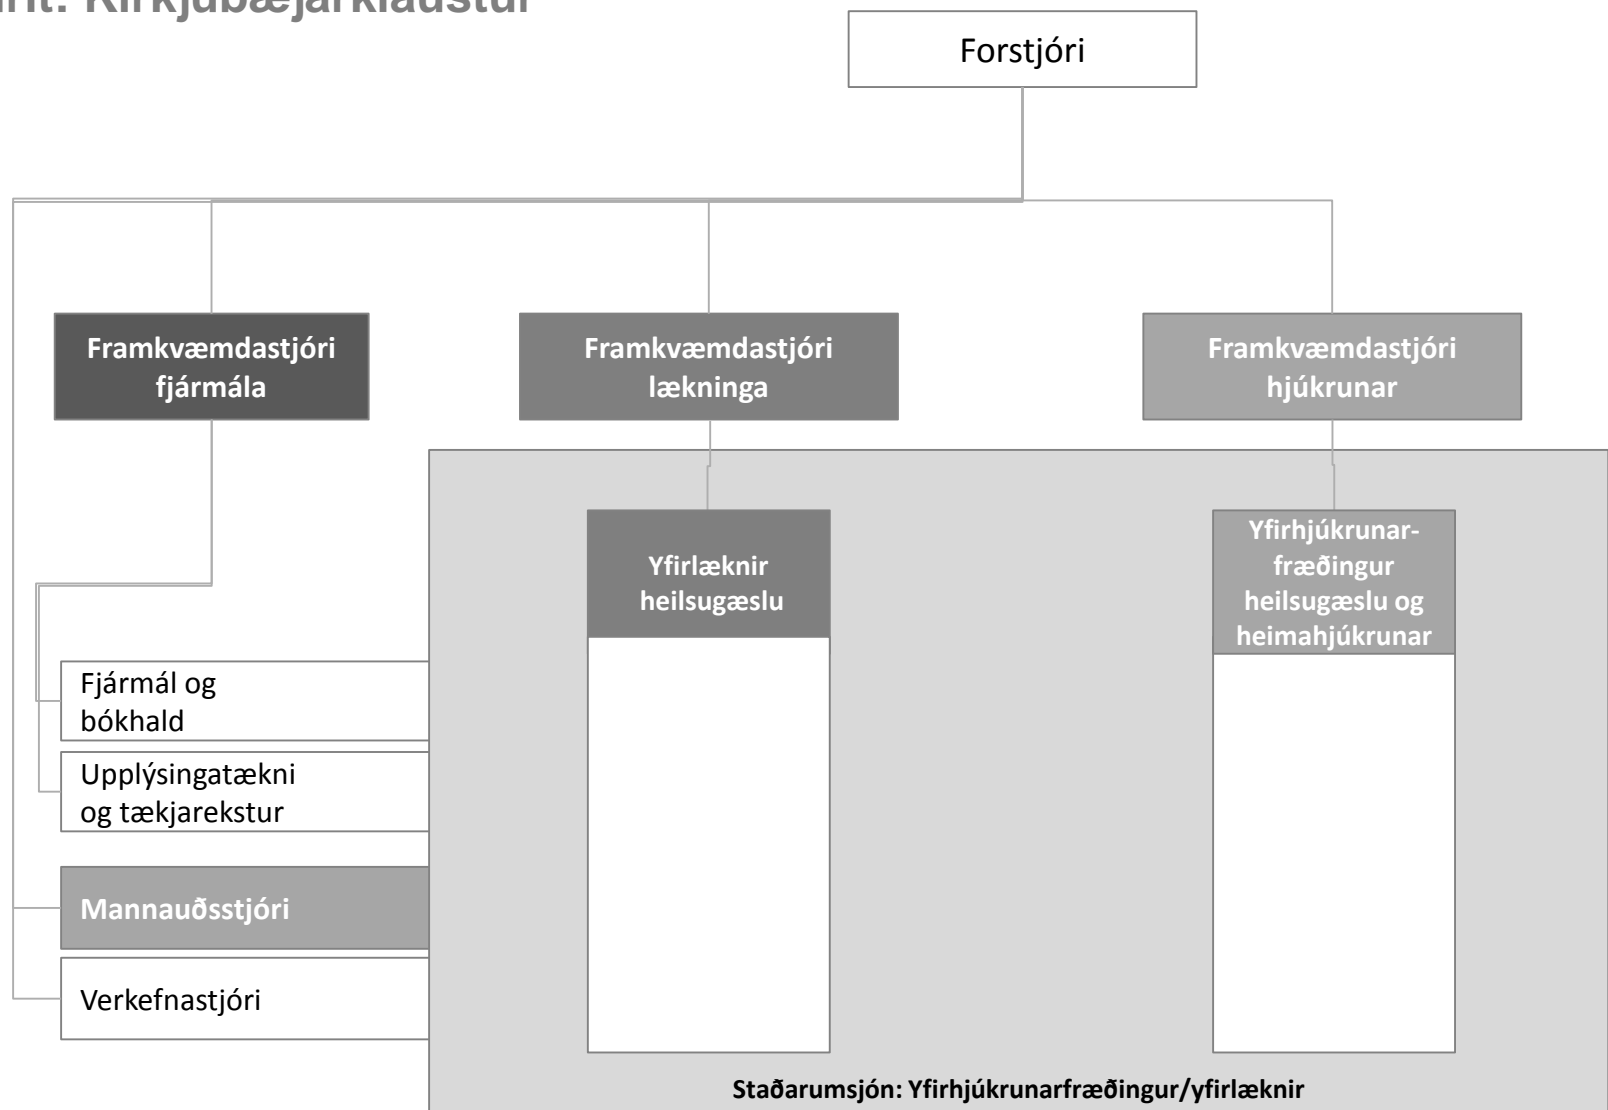 Kirkjubæjarklaustur
Forstjóri
Framkvæmdastjóri
fjármála
Framkvæmdastjóri
lækninga
Framkvæmdastjóri
hjúkrunar
Yfirlæknir
heilsugæslu
Yfirhjúkrunar-
fræðingur
heilsugæslu og
heimahjúkrunar
Fjármál og
bókhald
Upplýsingatækni
og tækjarekstur
Mannauðsstjóri
Verkefnastjóri
Staðarumsjón: Yfirhjúkrunarfræðingur/yfirlæknir